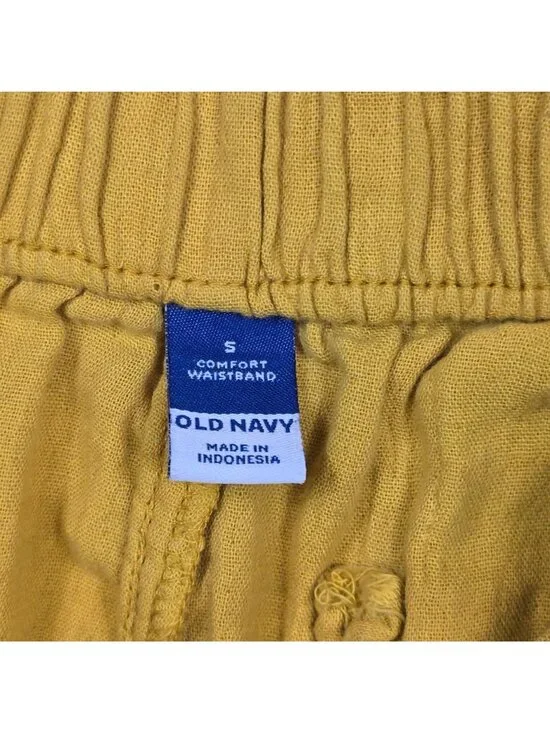 S
COMFORT
WAISTBAND
OLD NAVY
MADE IN
INDONESIA